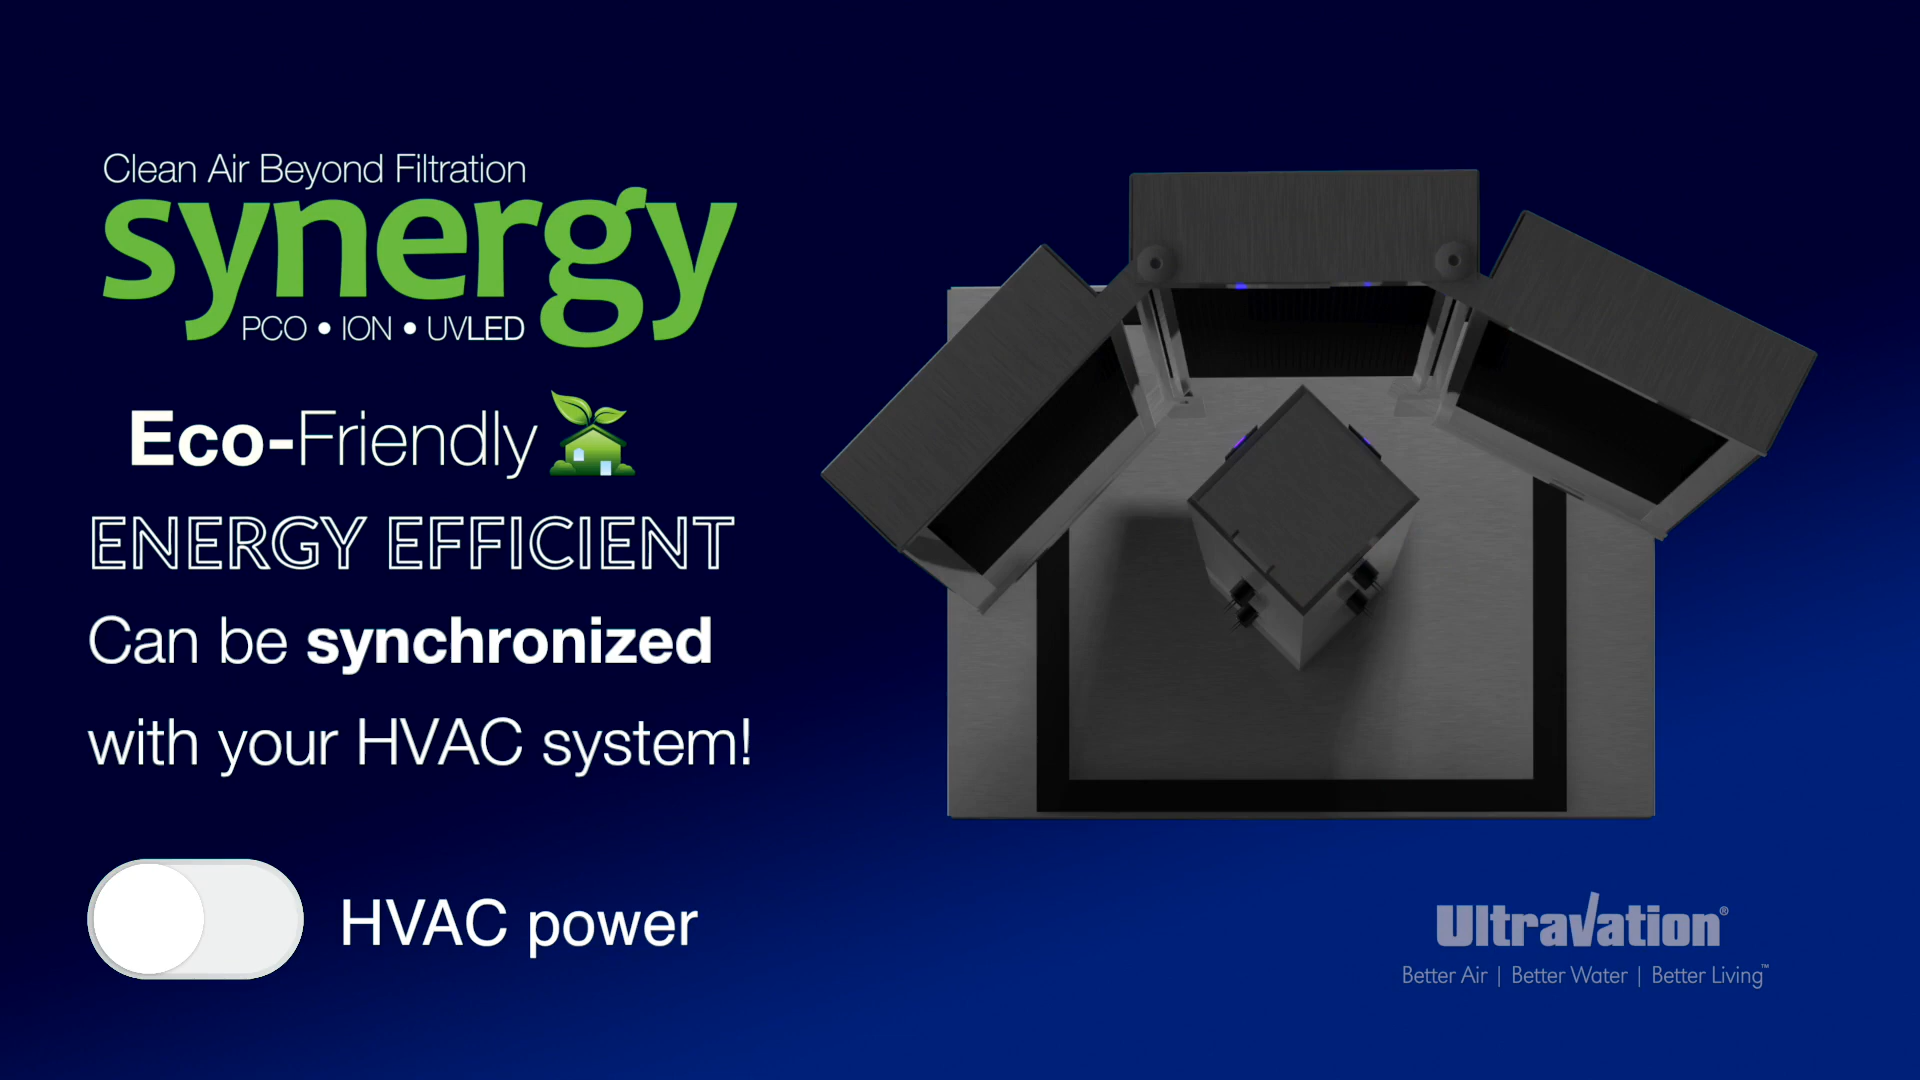 Clean Air Beyond Filtration
synergy
PCO • ION • UVLED
Eco-Friendly
ENERGY EFFICIENT
Can be synchronized
with your HVAC system!
HVAC power
UltraVation®
Better Air | Better Water | Better Living™